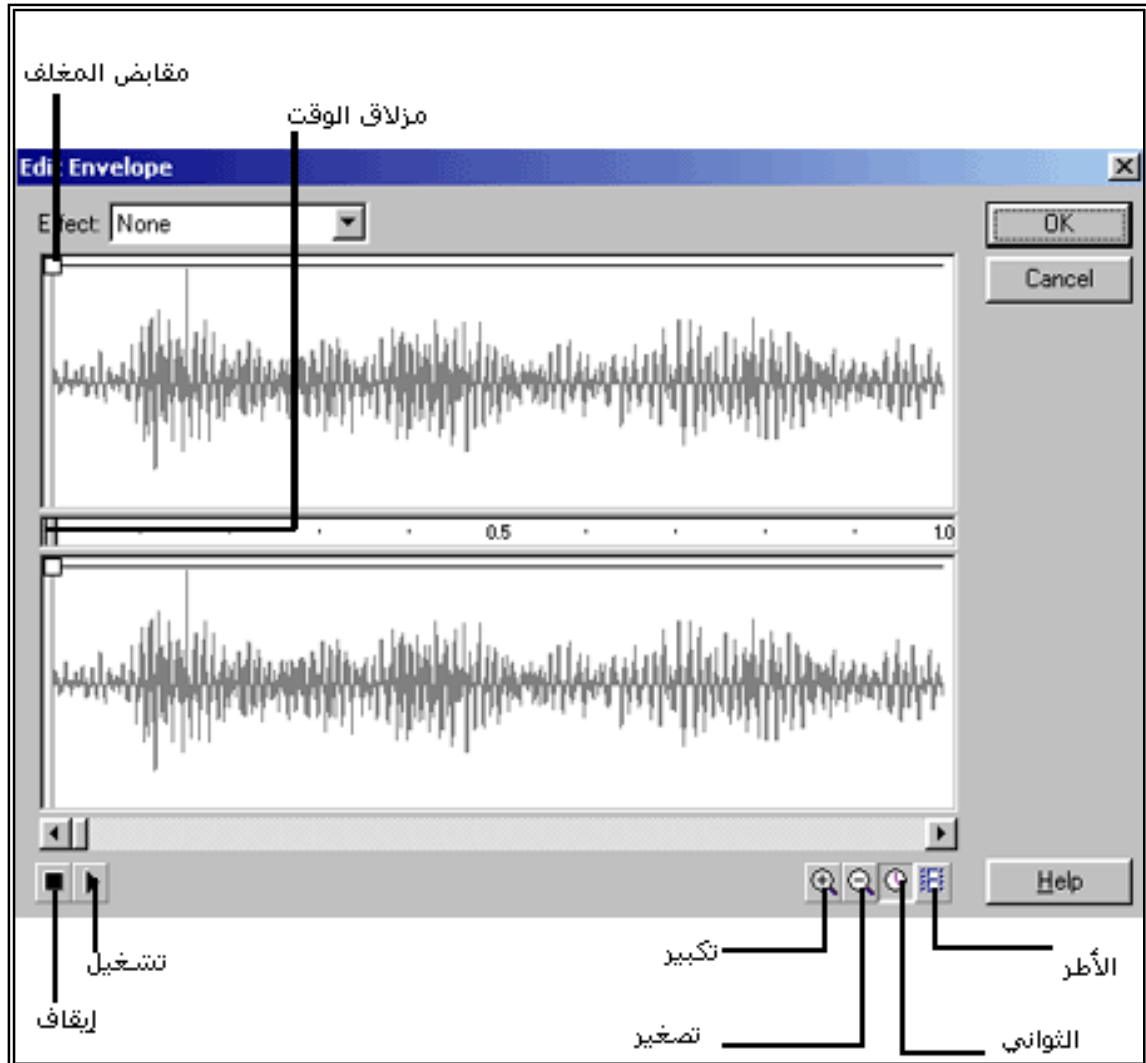 مقابض المغلف
مزلاق الوقت
Edit Envelope
Effect: None
OK
Cancel
0.5
1.0
Help
تشغيل
تكبير
الأطر
إيقاف
تصغير
الثواني